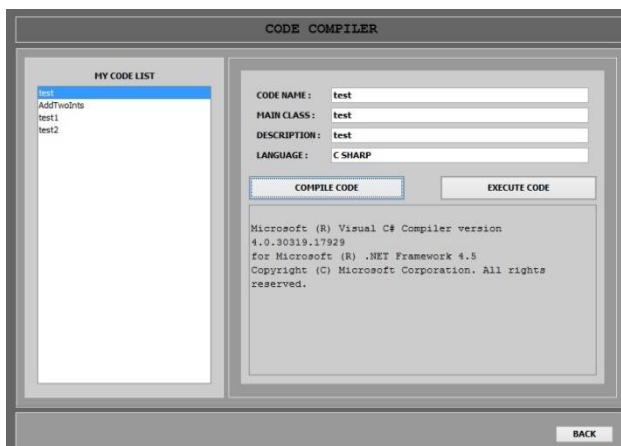 CODE COMPILER
MY CODE LIST
test
AddTwoInts
test1
test2
CODE NAME : test
MAIN CLASS : test
DESCRIPTION : test
LANGUAGE : C SHARP
COMPILE CODE EXECUTE CODE
Microsoft (R) Visual C# Compiler version
4.0.30319.17929
for Microsoft (R) .NET Framework 4.5
Copyright (C) Microsoft Corporation. All rights
reserved.
BACK